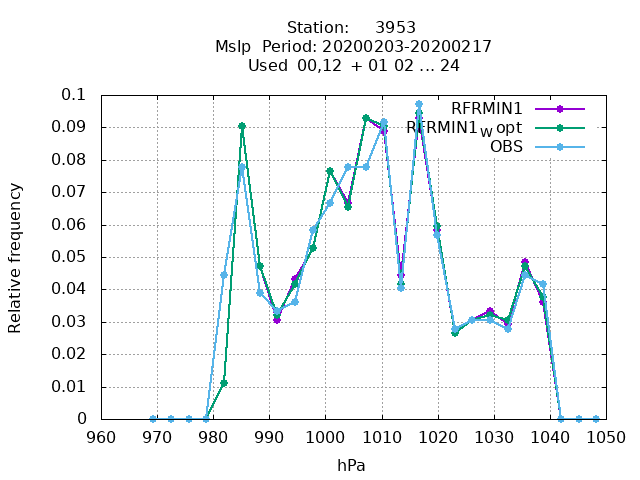 Station: 3953
Mslp Period: 20200203-20200217
Used 00,12 + 01 02 ... 24
0.1
0.09
0.08
0.07
0.06
0.05
0.04
0.03
0.02
0.01
0
Relative frequency
RFRMIN1
RFRMIN1w opt
OBS
960 970 980 990 1000 1010 1020 1030 1040 1050
hPa